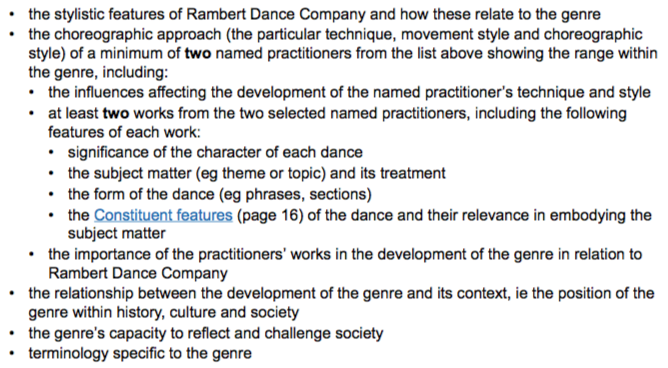 • the stylistic features of Rambert Dance Company and how these relate to the genre
• the choreographic approach (the particular technique, movement style and choreographic
style) of a minimum of two named practitioners from the list above showing the range within
the genre, including:
• the influences affecting the development of the named practitioner's technique and style
• at least two works from the two selected named practitioners, including the following
features of each work:
• significance of the character of each dance
• the subject matter (eg theme or topic) and its treatment
• the form of the dance (eg phrases, sections)
• the Constituent features (page 16) of the dance and their relevance in embodying the
subject matter
• the importance of the practitioners' works in the development of the genre in relation to
Rambert Dance Company
• the relationship between the development of the genre and its context, ie the position of the
genre within history, culture and society
• the genre's capacity to reflect and challenge society
• terminology specific to the genre